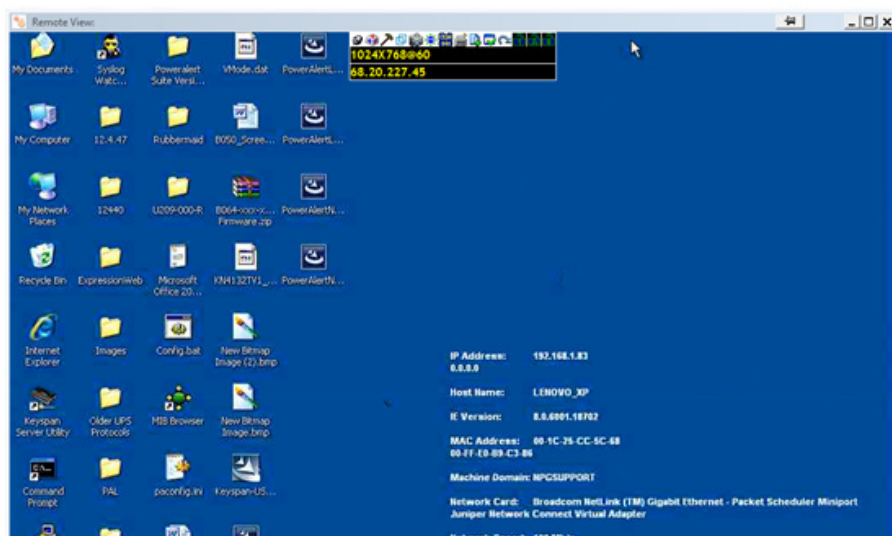 Remote View:
1024X768@60
68.20.227.45
My Documents
Syslog
Watc...
Poweralert
Suite Versi...
VMode.dat
PowerAlertL...
My Computer
12.4.47
Rubbermaid
B050_Scree...
PowerAlertL...
My Network
Places
12440
U209-000-R
B064-xxx-x...
Firmware.zip
PowerAlertN...
Recycle Bin
ExpressionWeb
Microsoft
Office 20...
KN4132TV1_...
PowerAlertN...
Internet
Explorer
Images
Config.bat
New Bitmap
Image (2).bmp
Keyspan
Server Utility
Older UPS
Protocols
MIB Browser
New Bitmap
Image.bmp
Command
Prompt
PAL
paconfig.ini
Keyspan-US...
IP Address: 192.168.1.83
0.0.0.0
Host Name: LENOVO_XP
IE Version: 8.0.6001.18702
MAC Address: 00-1C-25-CC-5C-68
00-FF-E0-B9-C3-86
Machine Domain: NPGSUPPORT
Network Card: Broadcom NetLink (TM) Gigabit Ethernet - Packet Scheduler Miniport
Juniper Network Connect Virtual Adapter